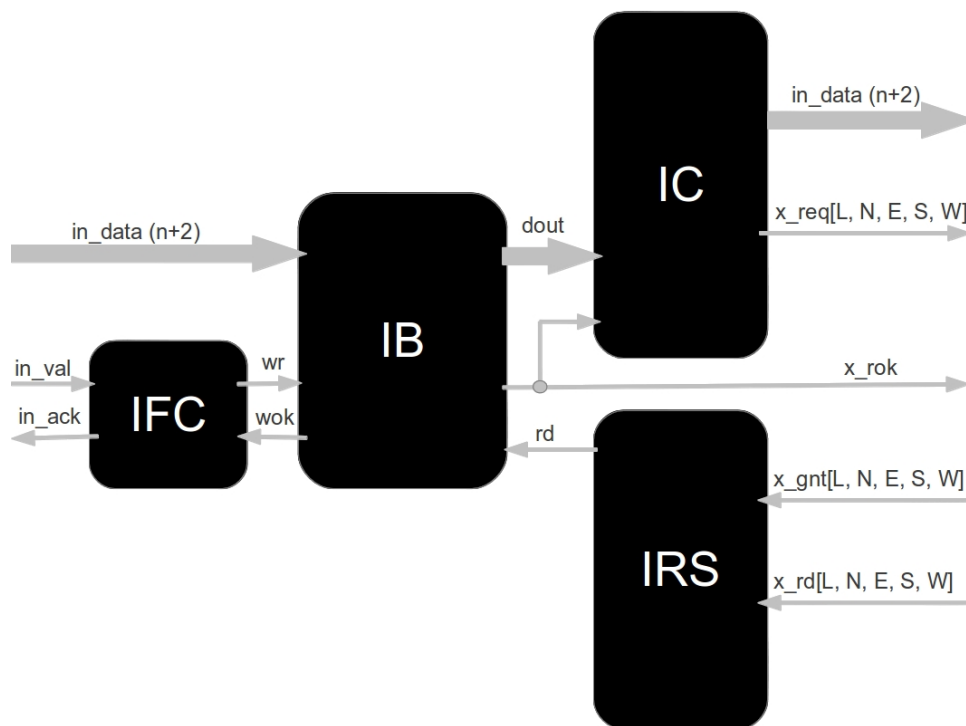 in_data (n+2)
IC
x_req[L, N, E, S, W]
in_data (n+2)
dout
IB
in_val
wr
x_rok
in_ack
IFC
wok
rd
x_gnt[L, N, E, S, W]
IRS
x_rd[L, N, E, S, W]